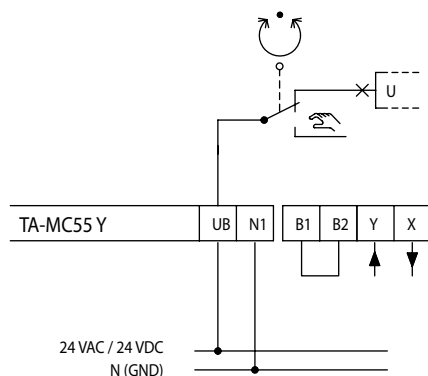 U
TA-MC55 Y
UB
N1
B1
B2
Y
X
24 VAC / 24 VDC
N (GND)